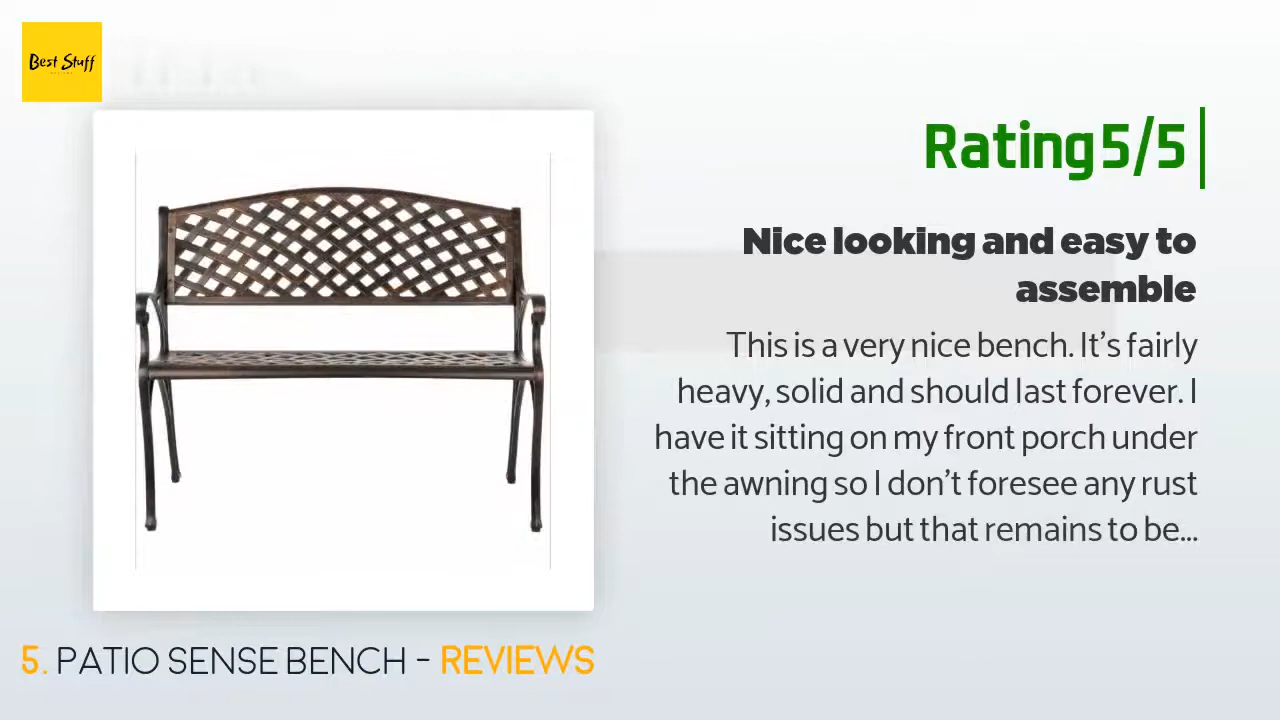 Best Stuff
Rating 5/5
Nice looking and easy to
assemble
This is a very nice bench. It's fairly
heavy, solid and should last forever. I
have it sitting on my front porch under
the awning so I don't foresee any rust
issues but that remains to be...
5. PATIO SENSE BENCH - REVIEWS